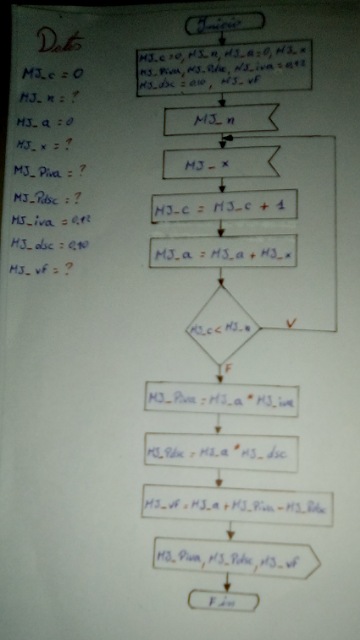 Datos
MJ_c = 0
MJ_n = ?
MJ_a = 0
MJ_x = ?
MJ_Piva = ?
MJ_Pdsc = ?
MJ_iva = 0,12
MJ_dsc = 0,10
MJ_vf = ?
Inicio
MJ_c=0, MJ_n, MJ_a=0, MJ_x
MJ_Piva, MJ_Pdsc, MJ_iva=0,12
MJ_dsc = 0,10, MJ_vf
MJ_n
MJ_x
MJ_c = MJ_c + 1
MJ_a = MJ_a + MJ_x
MJ_c < MJ_n
V
F
MJ_Piva = MJ_a * MJ_iva
MJ_Pdsc = MJ_a * MJ_dsc
MJ_vf = MJ_a + MJ_Piva - MJ_Pdsc
MJ_Piva, MJ_Pdsc, MJ_vf
Fin